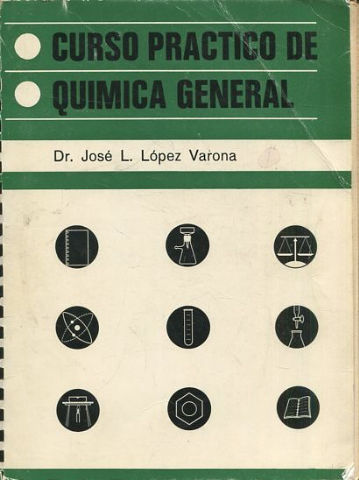 CURSO PRACTICO DE
QUIMICA GENERAL
Dr. José L. López Varona